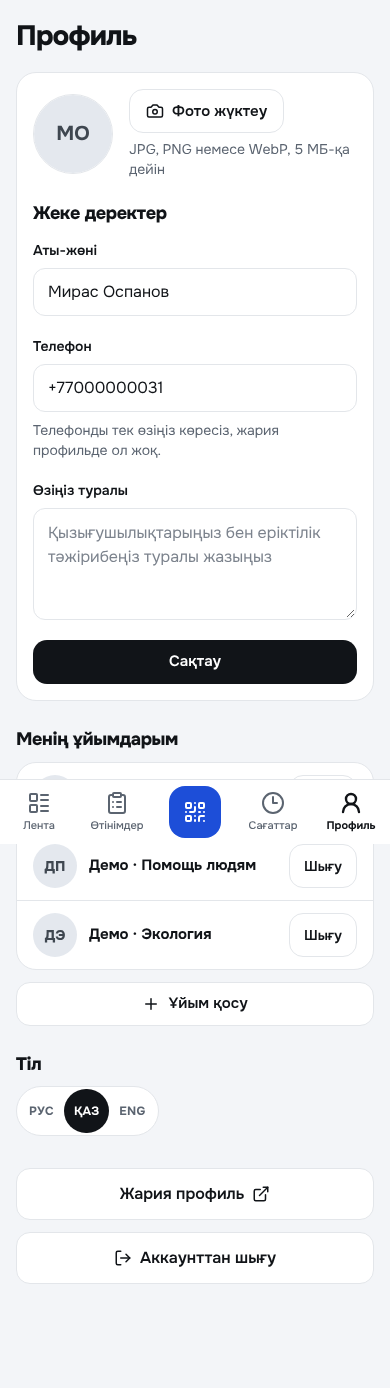 Профиль
МО
Фото жүктеу
JPG, PNG немесе WebP, 5 МБ-қа
дейін
Жеке деректер
Аты-жөні
Мирас Оспанов
Телефон
+77000000031
Телефонды тек өзіңіз көресіз, жария
профильде ол жоқ.
Өзіңіз туралы
Қызығушылықтарыңыз бен еріктілік
тәжірибеңіз туралы жазыңыз
Сақтау
Менің ұйымдарым
Лента
Өтінімдер
Сағаттар
Профиль
ДП
Демо · Помощь людям
Шығу
ДЭ
Демо · Экология
Шығу
Ұйым қосу
Тіл
РУС
ҚАЗ
ENG
Жария профиль
Аккаунттан шығу